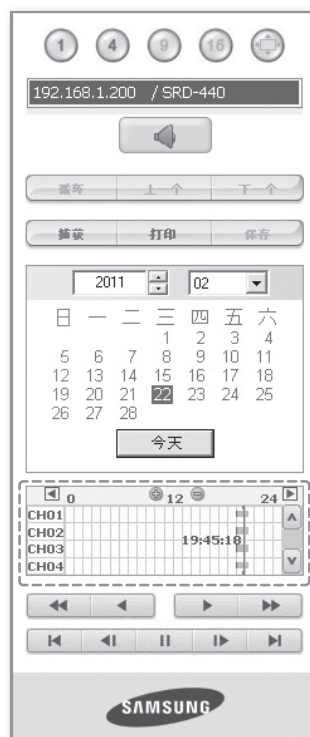 1 4 9 16
192.168.1.200 / SRD-440
上一个 下一个
捕获 打印 保存
2011 02
日 一 二 三 四 五 六
1 2 3 4
5 6 7 8 9 10 11
12 13 14 15 16 17 18
19 20 21 22 23 24 25
26 27 28
今天
0 12 24
CH01
CH02
19:45:18
CH03
CH04
SAMSUNG